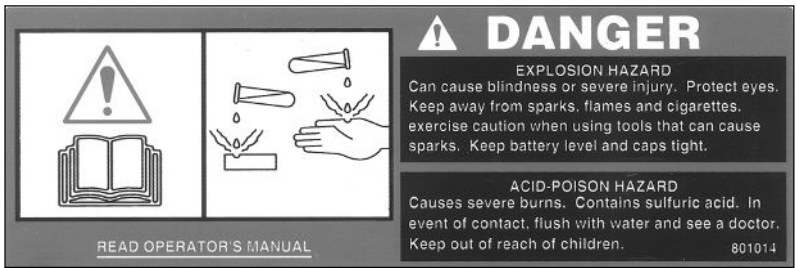 READ OPERATOR'S MANUAL
DANGER
EXPLOSION HAZARD
Can cause blindness or severe injury. Protect eyes.
Keep away from sparks, flames and cigarettes.
exercise caution when using tools that can cause
sparks. Keep battery level and caps tight.
ACID-POISON HAZARD
Causes severe burns. Contains sulfuric acid. In
event of contact, flush with water and see a doctor.
Keep out of reach of children.
801014